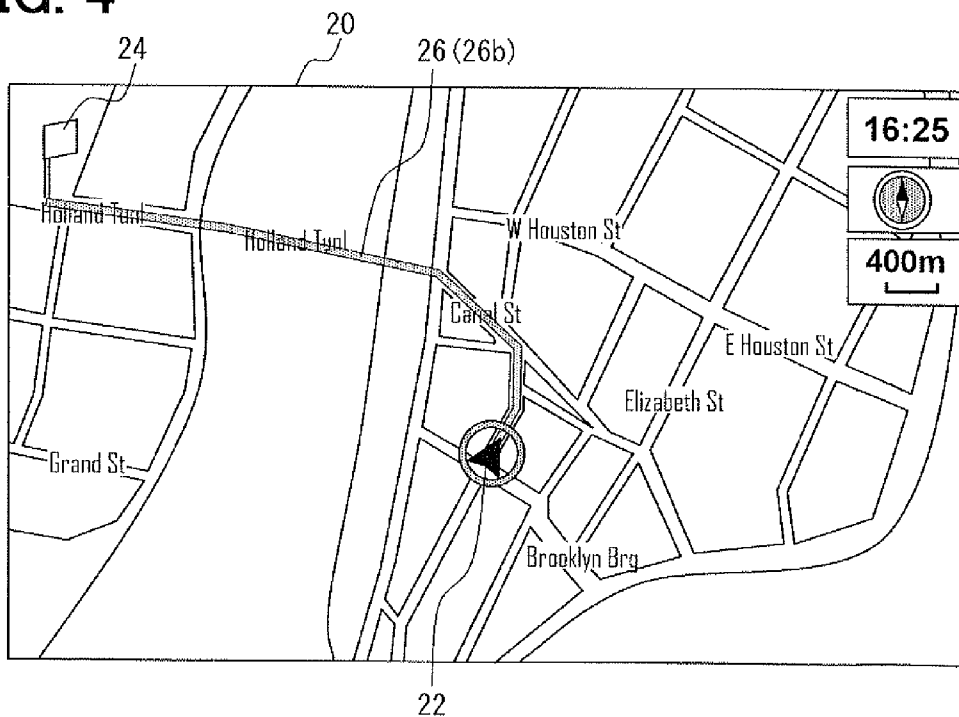 FIG. 4
20
24
26 (26b)
16:25
Holland Tunl
Holland Tunl
W Houston St
400m
Canal St
E Houston St
Elizabeth St
Grand St
Brooklyn Brg
22